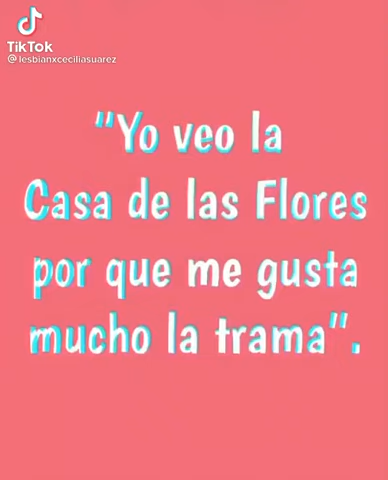 TikTok
@lesbianxceciliasuarez
"Yo veo la
Casa de las Flores
por que me gusta
mucho la trama".